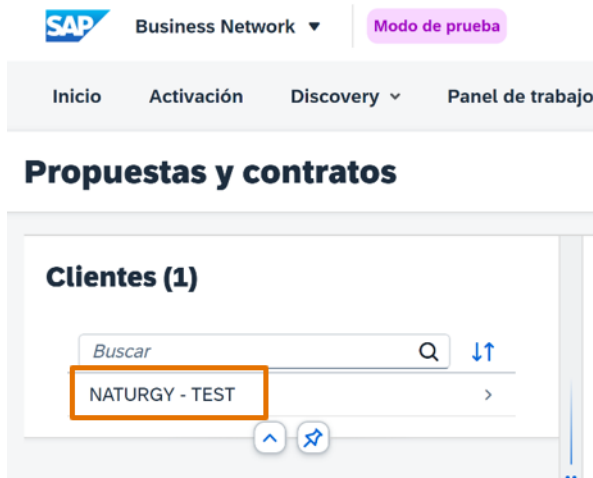 SAP Business Network Modo de prueba
Inicio Activación Discovery Panel de trabajo
Propuestas y contratos
Clientes (1)
Buscar
NATURGY - TEST